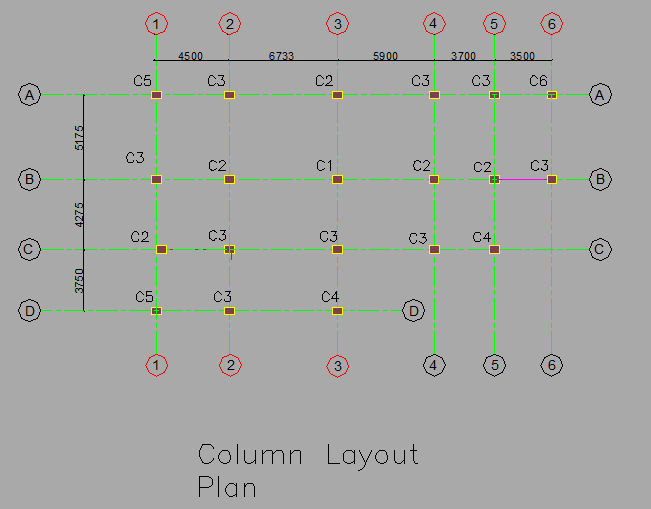 1 2 3 4 5 6
4500 6733 5900 3700 3500
C5 C3 C2 C3 C3 C6
A A
5175
C3 C2 C1 C2 C2 C3
B B
4275
C2 C3 C3 C3 C4
C C
3750
C5 C3 C4
D D
1 2 3 4 5 6
Column Layout
Plan